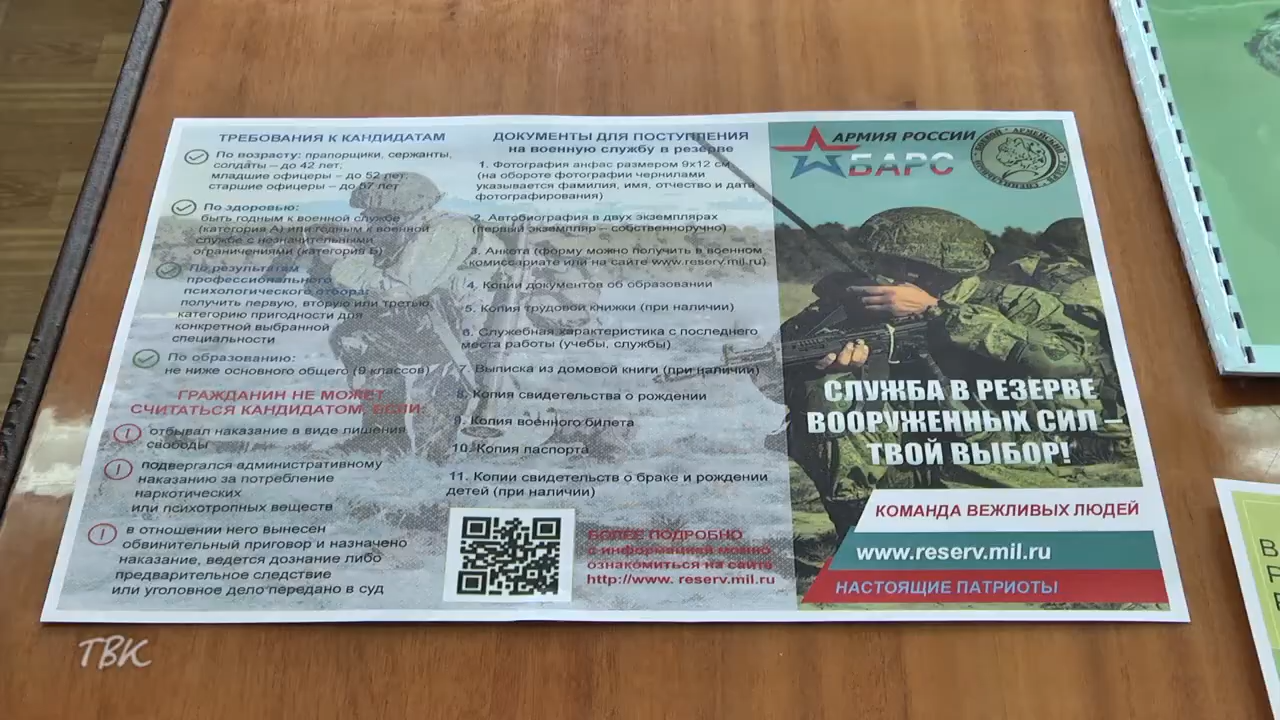 ТРЕБОВАНИЯ К КАНДИДАТАМ
По возрасту: прапорщики, сержанты,
солдаты – до 42 лет;
младшие офицеры – до 52 лет
старшие офицеры – до 57 лет
По здоровью:
быть годным к военной службе
(категория А) или годным к военной
службе с незначительными
ограничениями (категория Б)
По результатам
профессионального
психологического отбора:
получить первую, вторую или третью
категорию пригодности для
конкретной выбранной
специальности
По образованию:
не ниже основного общего (9 классов)
ГРАЖДАНИН НЕ МОЖЕТ
СЧИТАТЬСЯ КАНДИДАТОМ, ЕСЛИ:
отбывал наказание в виде лишения
свободы
подвергался административному
наказанию за потребление
наркотических
или психотропных веществ
в отношении него вынесен
обвинительный приговор и назначено
наказание, ведется дознание либо
предварительное следствие
или уголовное дело передано в суд
ДОКУМЕНТЫ ДЛЯ ПОСТУПЛЕНИЯ
на военную службу в резерве
1. Фотография анфас размером 9х12 см
(на обороте фотографии чернилами
указывается фамилия, имя, отчество и дата
фотографирования)
2. Автобиография в двух экземплярах
(первый экземпляр – собственноручно)
3. Анкета (форму можно получить в военном
комиссариате или на сайте www.reserv.mil.ru)
4. Копии документов об образовании
5. Копия трудовой книжки (при наличии)
6. Служебная характеристика с последнего
места работы (учебы, службы)
7. Выписка из домовой книги (при наличии)
8. Копия свидетельства о рождении
9. Копия военного билета
10. Копия паспорта
11. Копии свидетельств о браке и рождении
детей (при наличии)
БОЛЕЕ ПОДРОБНО
с информацией можно
ознакомиться на сайте
http://www. reserv.mil.ru
АРМИЯ РОССИИ
БАРС
СЛУЖБА В РЕЗЕРВЕ
ВООРУЖЕННЫХ СИЛ –
ТВОЙ ВЫБОР!
КОМАНДА ВЕЖЛИВЫХ ЛЮДЕЙ
www.reserv.mil.ru
НАСТОЯЩИЕ ПАТРИОТЫ
ТВК